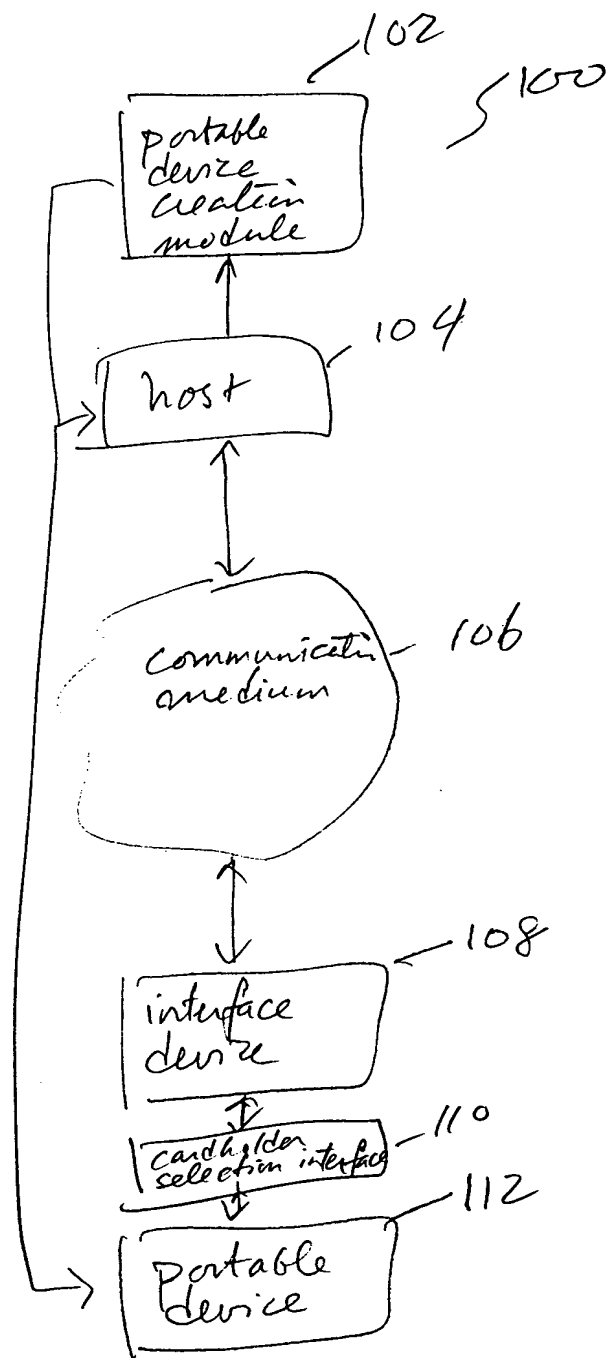 102
100
portable
device
creation
module
104
host
communicatin
medium
106
108
interface
device
110
cardholder
selection interface
112
portable
device